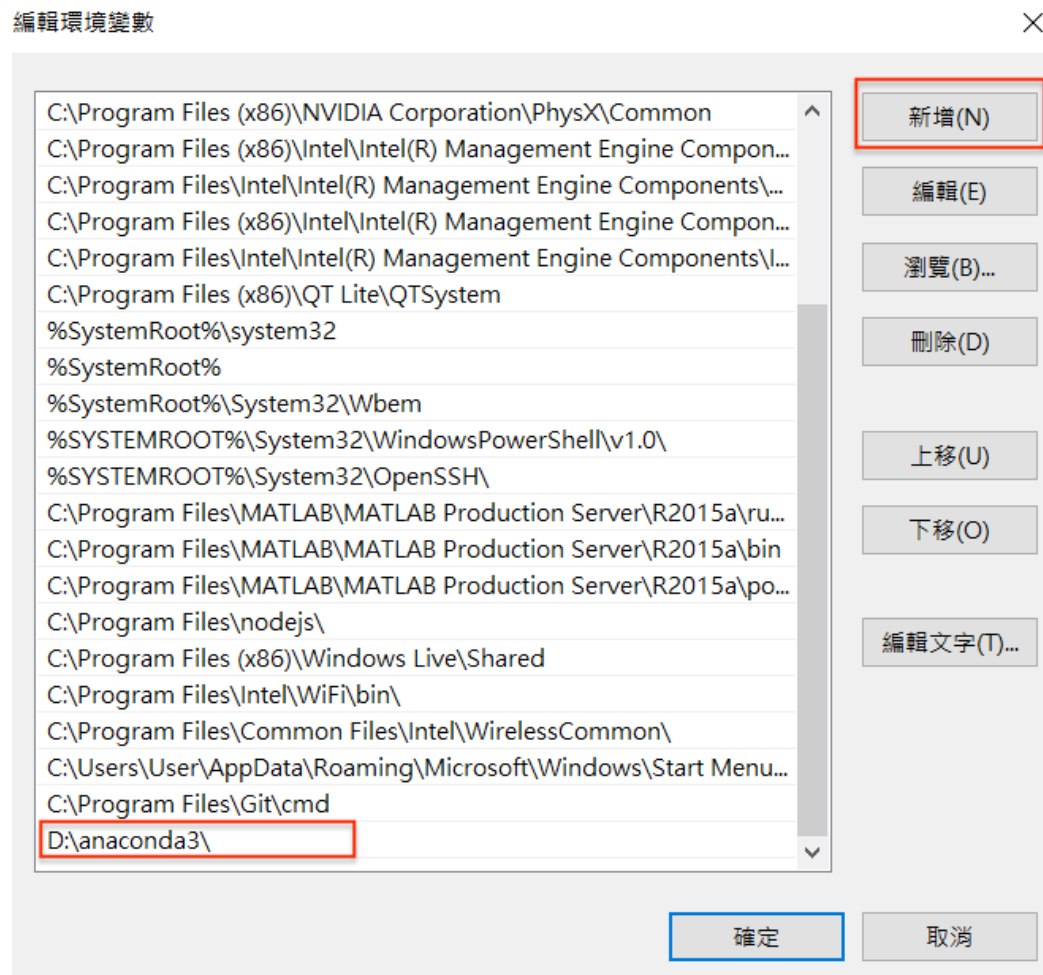 編輯環境變數
C:\Program Files (x86)\NVIDIA Corporation\PhysX\Common
C:\Program Files (x86)\Intel\Intel(R) Management Engine Compon...
C:\Program Files\Intel\Intel(R) Management Engine Components\...
C:\Program Files (x86)\Intel\Intel(R) Management Engine Compon...
C:\Program Files\Intel\Intel(R) Management Engine Components\I...
C:\Program Files (x86)\QT Lite\QTSystem
%SystemRoot%\system32
%SystemRoot%
%SystemRoot%\System32\Wbem
%SYSTEMROOT%\System32\WindowsPowerShell\v1.0\
%SYSTEMROOT%\System32\OpenSSH\
C:\Program Files\MATLAB\MATLAB Production Server\R2015a\ru...
C:\Program Files\MATLAB\MATLAB Production Server\R2015a\bin
C:\Program Files\MATLAB\MATLAB Production Server\R2015a\po...
C:\Program Files\nodejs\
C:\Program Files (x86)\Windows Live\Shared
C:\Program Files\Intel\WiFi\bin\
C:\Program Files\Common Files\Intel\WirelessCommon\
C:\Users\User\AppData\Roaming\Microsoft\Windows\Start Menu...
C:\Program Files\Git\cmd
D:\anaconda3\
新增(N)
編輯(E)
瀏覽(B)...
刪除(D)
上移(U)
下移(O)
編輯文字(T)...
確定
取消